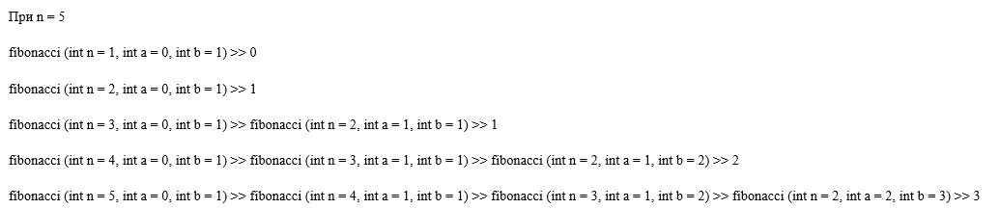 При n = 5
fibonacci (int n = 1, int a = 0, int b = 1) >> 0
fibonacci (int n = 2, int a = 0, int b = 1) >> 1
fibonacci (int n = 3, int a = 0, int b = 1) >> fibonacci (int n = 2, int a = 1, int b = 1) >> 1
fibonacci (int n = 4, int a = 0, int b = 1) >> fibonacci (int n = 3, int a = 1, int b = 1) >> fibonacci (int n = 2, int a = 1, int b = 2) >> 2
fibonacci (int n = 5, int a = 0, int b = 1) >> fibonacci (int n = 4, int a = 1, int b = 1) >> fibonacci (int n = 3, int a = 1, int b = 2) >> fibonacci (int n = 2, int a = 2, int b = 3) >> 3